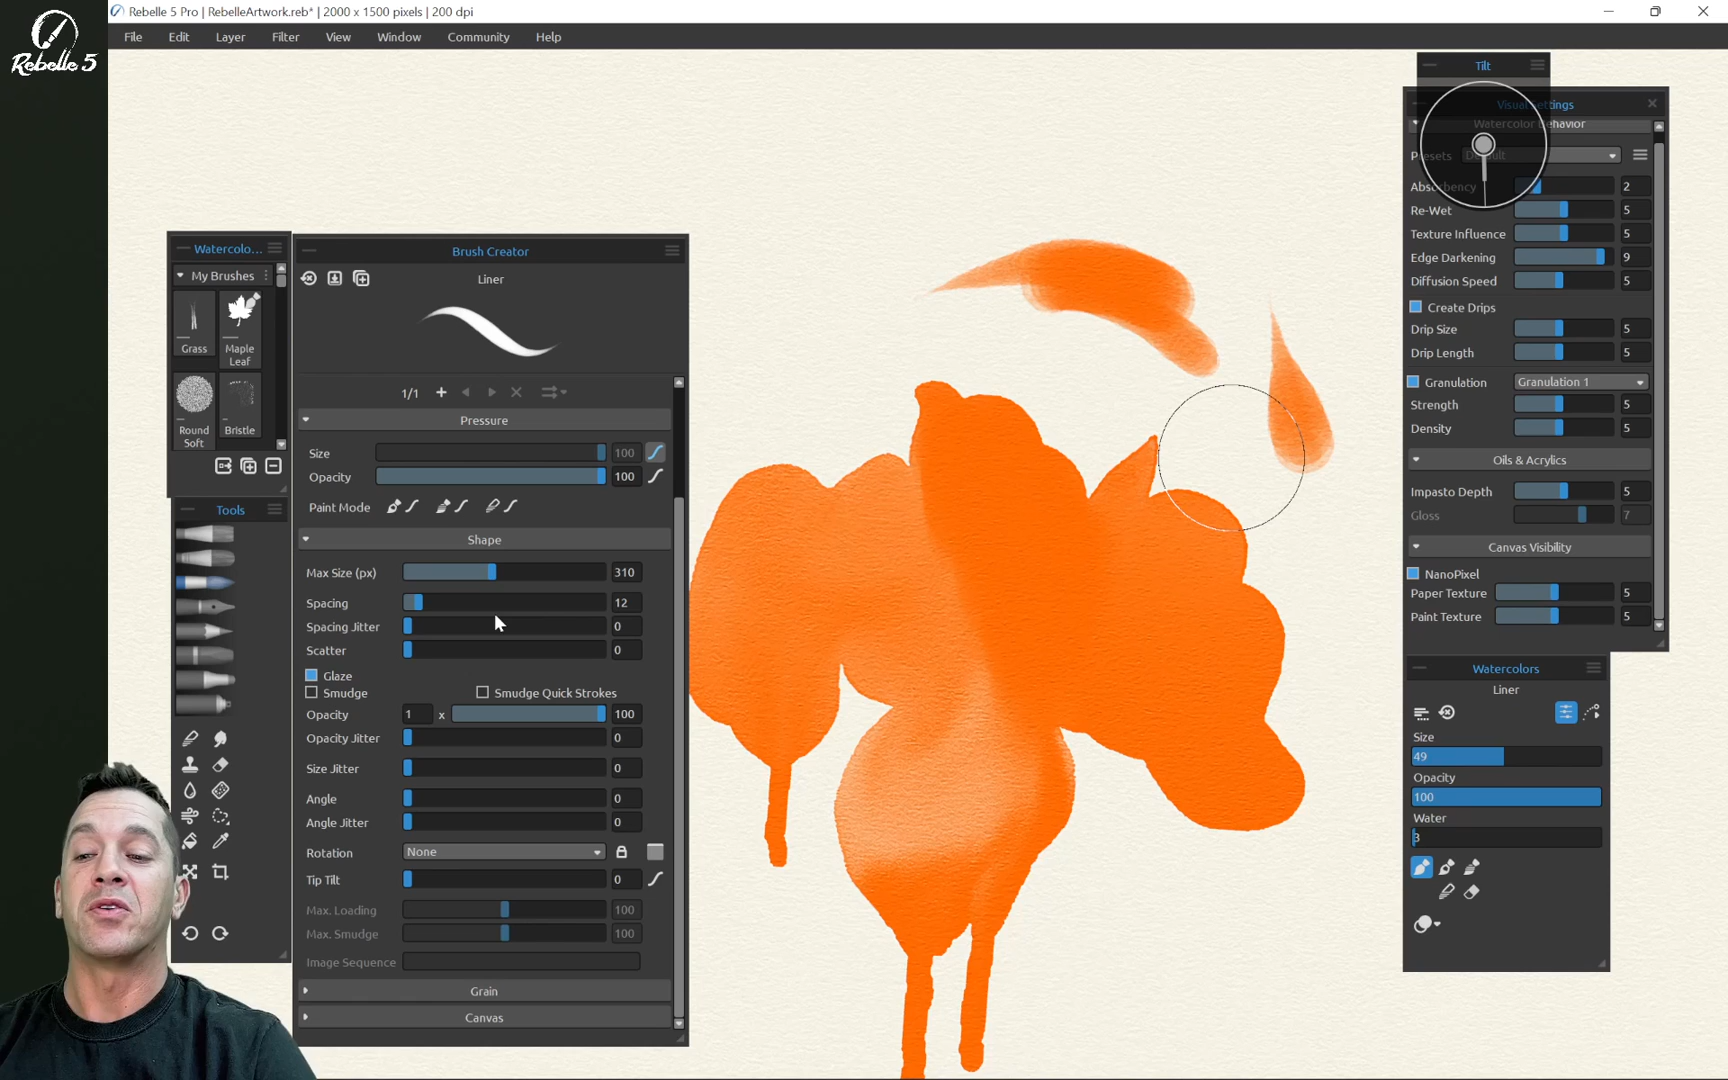 Rebelle 5
Rebelle 5 Pro | RebelleArtwork.reb* | 2000 x 1500 pixels | 200 dpi
File Edit Layer Filter View Window Community Help
Watercolo...
My Brushes
Grass
Maple
Leaf
Round
Soft
Bristle
Tools
Brush Creator
Liner
1/1
Pressure
Size 100
Opacity 100
Paint Mode
Shape
Max Size (px) 310
Spacing 12
Spacing Jitter 0
Scatter 0
Glaze
Smudge Smudge Quick Strokes
Opacity 1 x 100
Opacity Jitter 0
Size Jitter 0
Angle 0
Angle Jitter 0
Rotation None
Tip Tilt 0
Max. Loading 100
Max. Smudge 100
Image Sequence
Grain
Canvas
Tilt
Visual Settings
Watercolor Behavior
Presets Default
Absorbency 2
Re-Wet 5
Texture Influence 5
Edge Darkening 9
Diffusion Speed 5
Create Drips
Drip Size 5
Drip Length 5
Granulation Granulation 1
Strength 5
Density 5
Oils & Acrylics
Impasto Depth 5
Gloss 7
Canvas Visibility
NanoPixel
Paper Texture 5
Paint Texture 5
Watercolors
Liner
Size
49
Opacity
100
Water
3